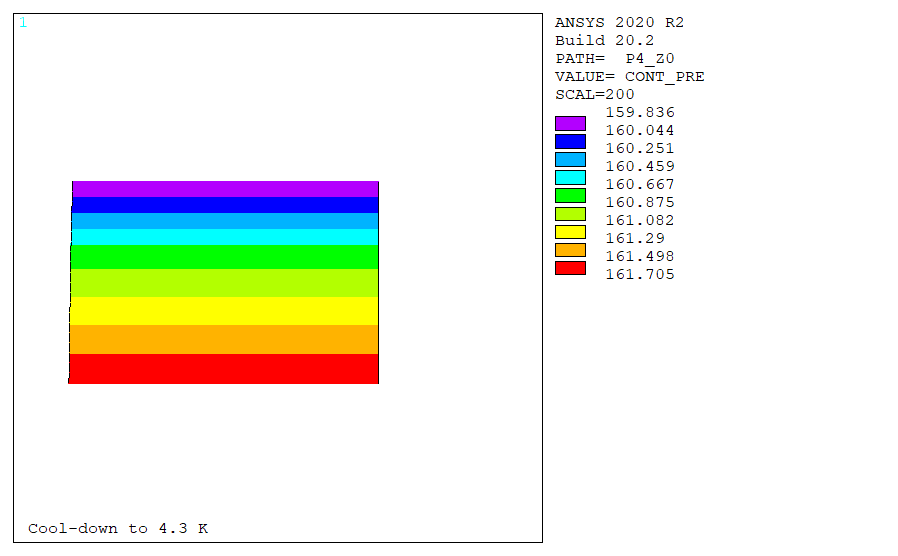 1
ANSYS 2020 R2
Build 20.2
PATH=  P4_Z0
VALUE= CONT_PRE
SCAL=200
159.836
160.044
160.251
160.459
160.667
160.875
161.082
161.29
161.498
161.705
Cool-down to 4.3 K